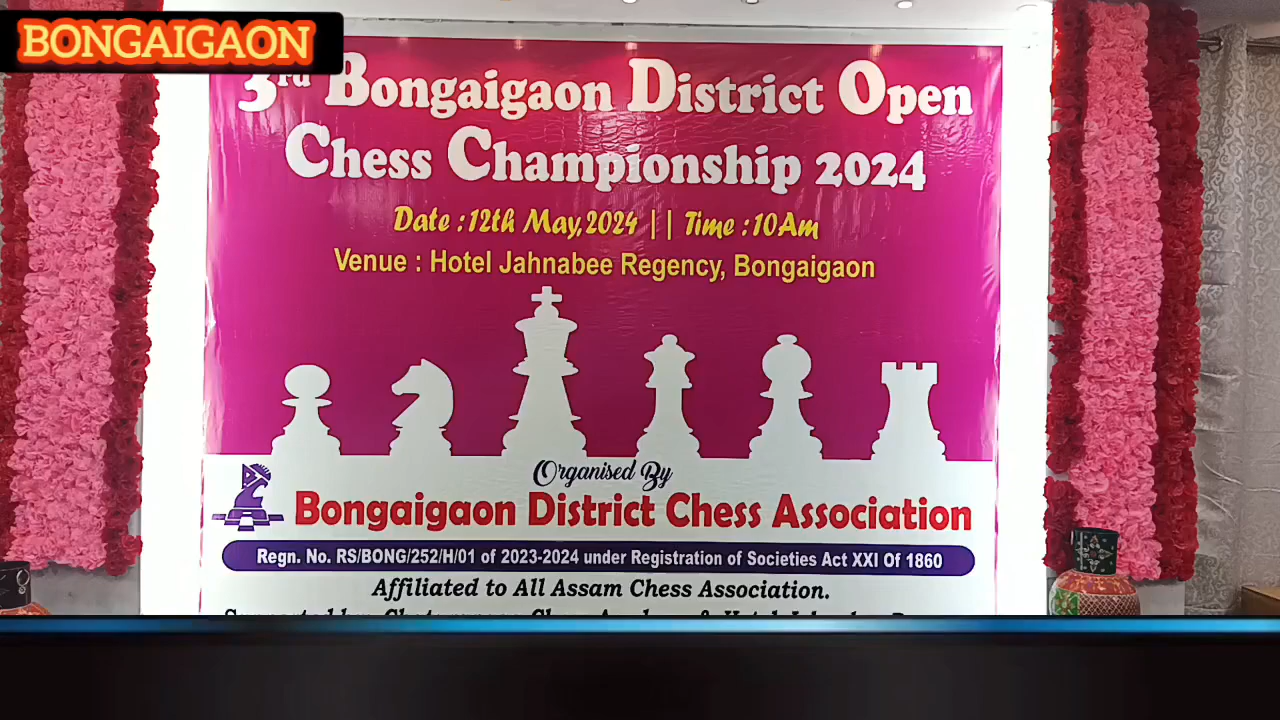 BONGAIGAON
3rd Bongaigaon District Open
Chess Championship 2024
Date : 12th May, 2024 || Time : 10Am
Venue : Hotel Jahnabee Regency, Bongaigaon
Organised By
Bongaigaon District Chess Association
Regn. No. RS/BONG/252/H/01 of 2023-2024 under Registration of Societies Act XXI Of 1860
Affiliated to All Assam Chess Association.